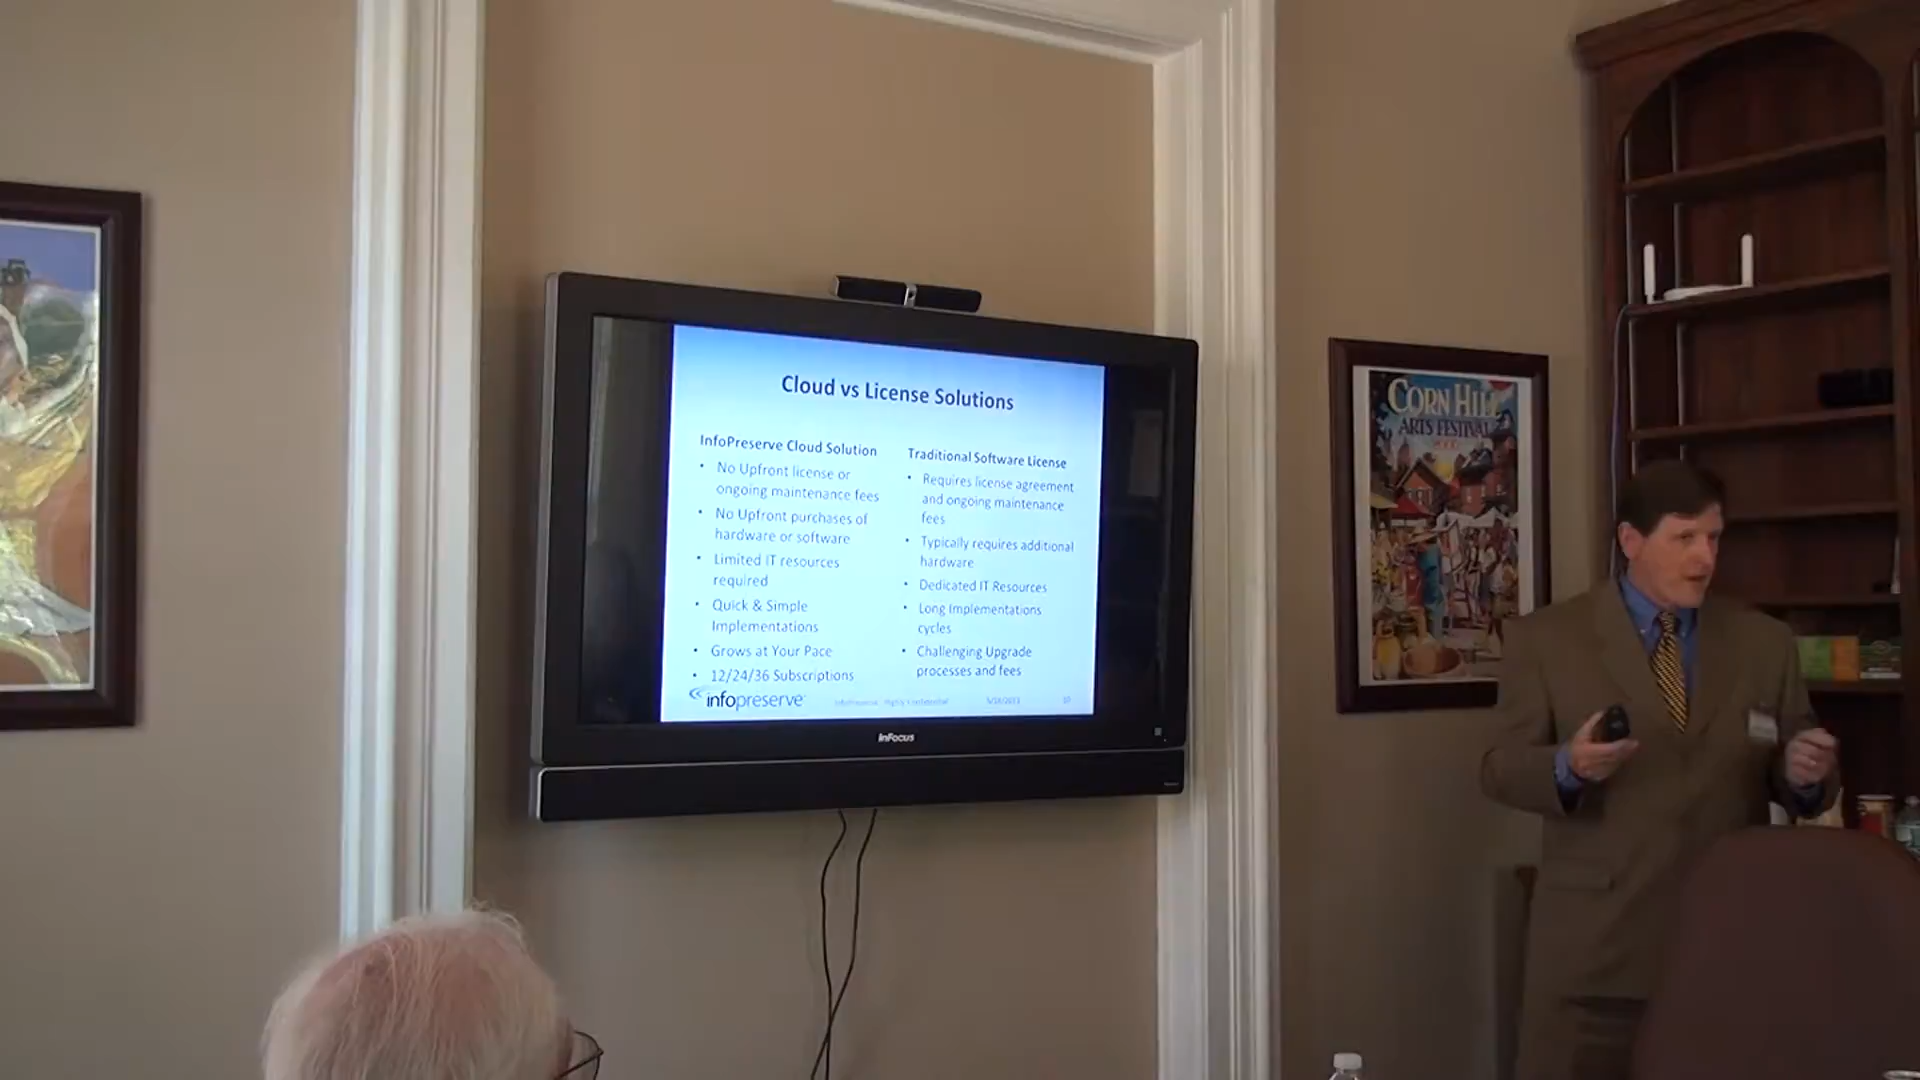 Cloud vs License Solutions
InfoPreserve Cloud Solution
• No Upfront license or
ongoing maintenance fees
• No Upfront purchases of
hardware or software
• Limited IT resources
required
• Quick & Simple
Implementations
• Grows at Your Pace
• 12/24/36 Subscriptions
Traditional Software License
• Requires license agreement
and ongoing maintenance
fees
• Typically requires additional
hardware
• Dedicated IT Resources
• Long Implementations
cycles
• Challenging Upgrade
processes and fees
infopreserve
Highly Confidential
InFocus
CORN HILL
ARTS FESTIVAL